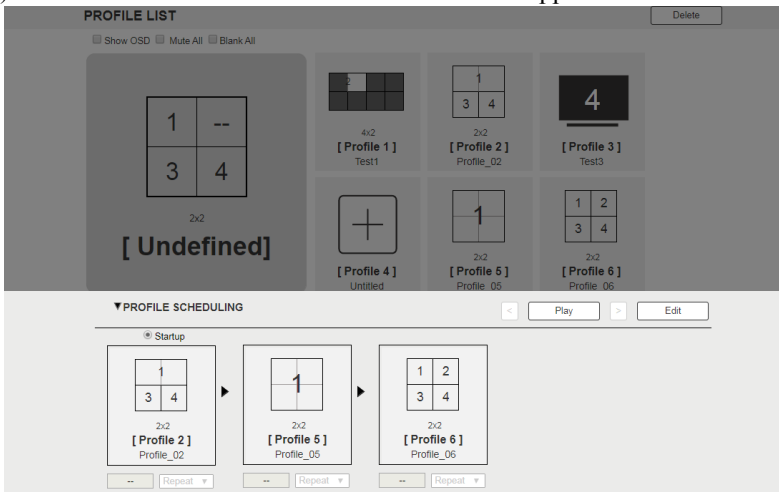 PROFILE LIST
Delete
Show OSD Mute All Blank All
1 --
3 4
2x2
[ Undefined]
2
4x2
[ Profile 1 ]
Test1
1
3 4
2x2
[ Profile 2 ]
Profile_02
4
[ Profile 3 ]
Test3
[ Profile 4 ]
Untitled
1
2x2
[ Profile 5 ]
Profile_05
1 2
3 4
2x2
[ Profile 6 ]
Profile_06
▼PROFILE SCHEDULING
< Play > Edit
Startup
1
3 4
2x2
[ Profile 2 ]
Profile_02
-- Repeat ▼
1
2x2
[ Profile 5 ]
Profile_05
-- Repeat ▼
1 2
3 4
2x2
[ Profile 6 ]
Profile_06
-- Repeat ▼